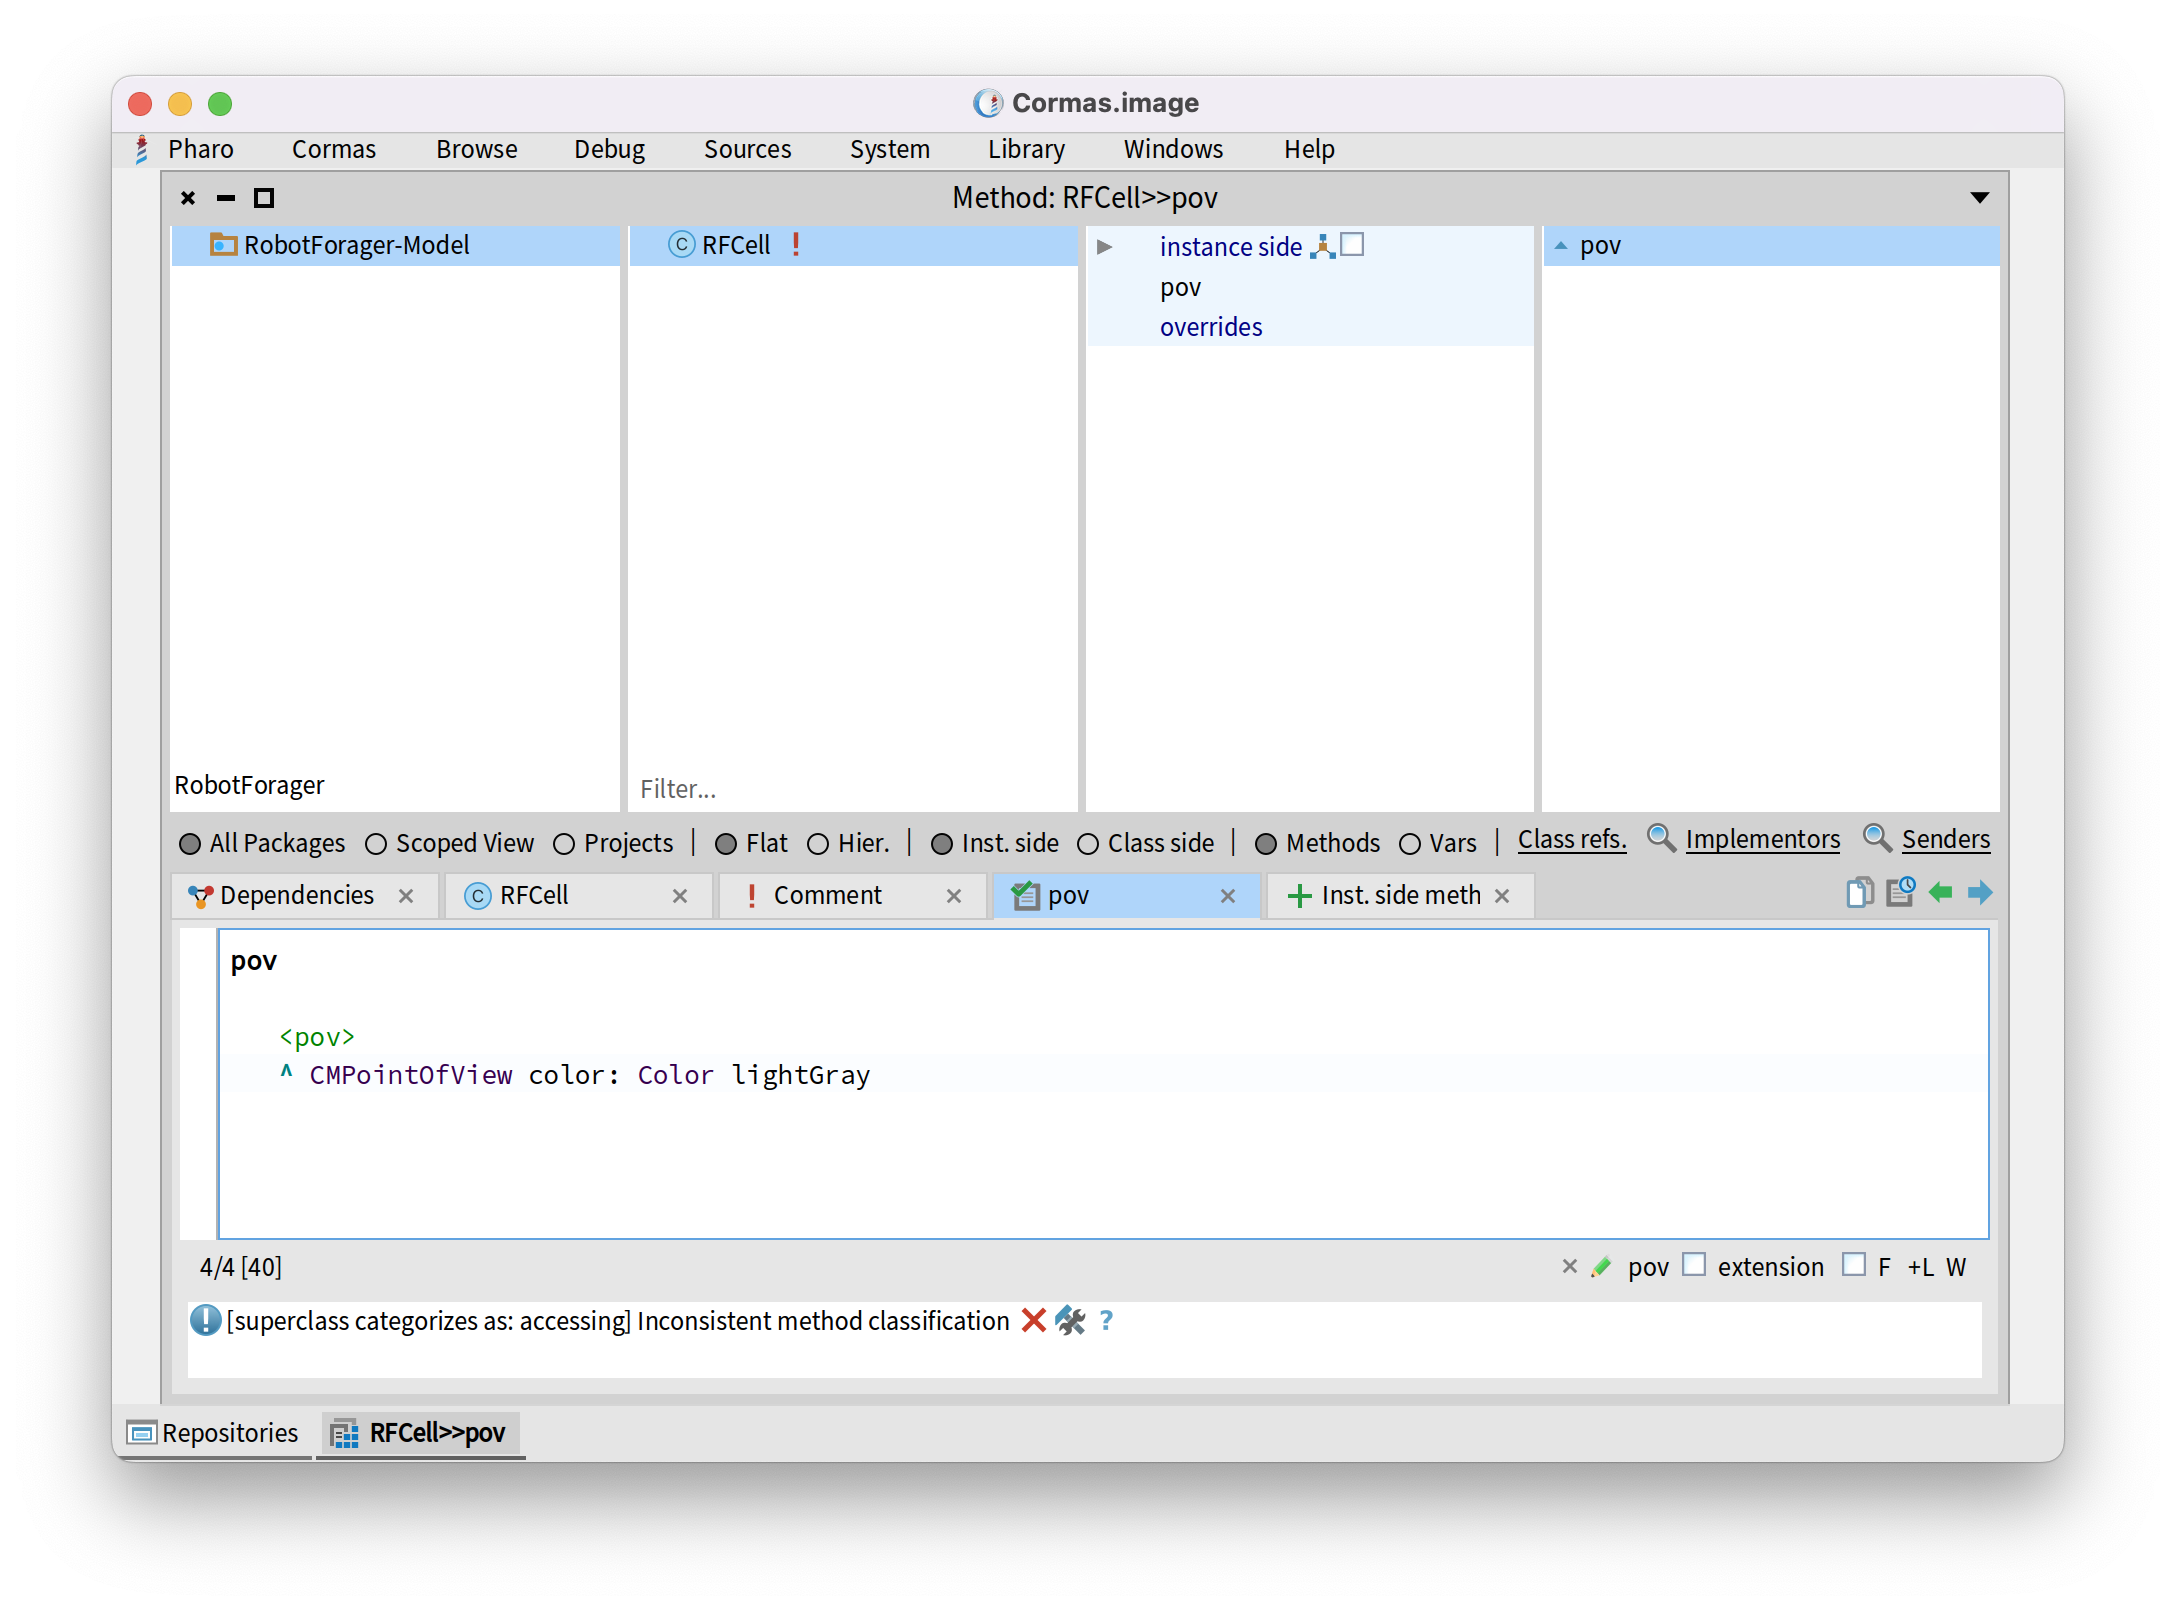 Cormas.image
Pharo Cormas Browse Debug Sources System Library Windows Help
Method: RFCell>>pov
RobotForager-Model
RFCell
instance side
pov
pov
overrides
RobotForager
Filter...
All Packages Scoped View Projects | Flat Hier. | Inst. side Class side | Methods Vars | Class refs. Implementors Senders
Dependencies RFCell Comment pov Inst. side meth
pov
<pov>
^ CMPointOfView color: Color lightGray
4/4 [40] pov extension F +L W
[superclass categorizes as: accessing] Inconsistent method classification ?
Repositories RFCell>>pov